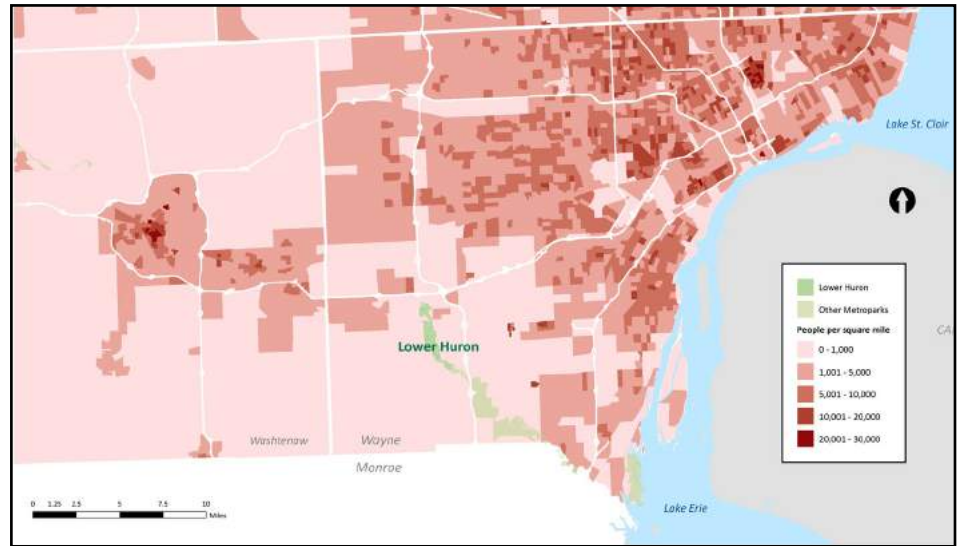 Lake St. Clair
Lower Huron
Other Metroparks
People per square mile
0 - 1,000
1,001 - 5,000
5,001 - 10,000
10,001 - 20,000
20,001 - 30,000
CA
Lower Huron
Washtenaw
Wayne
Monroe
0 1.25 2.5 5 7.5 10
Miles
Lake Erie